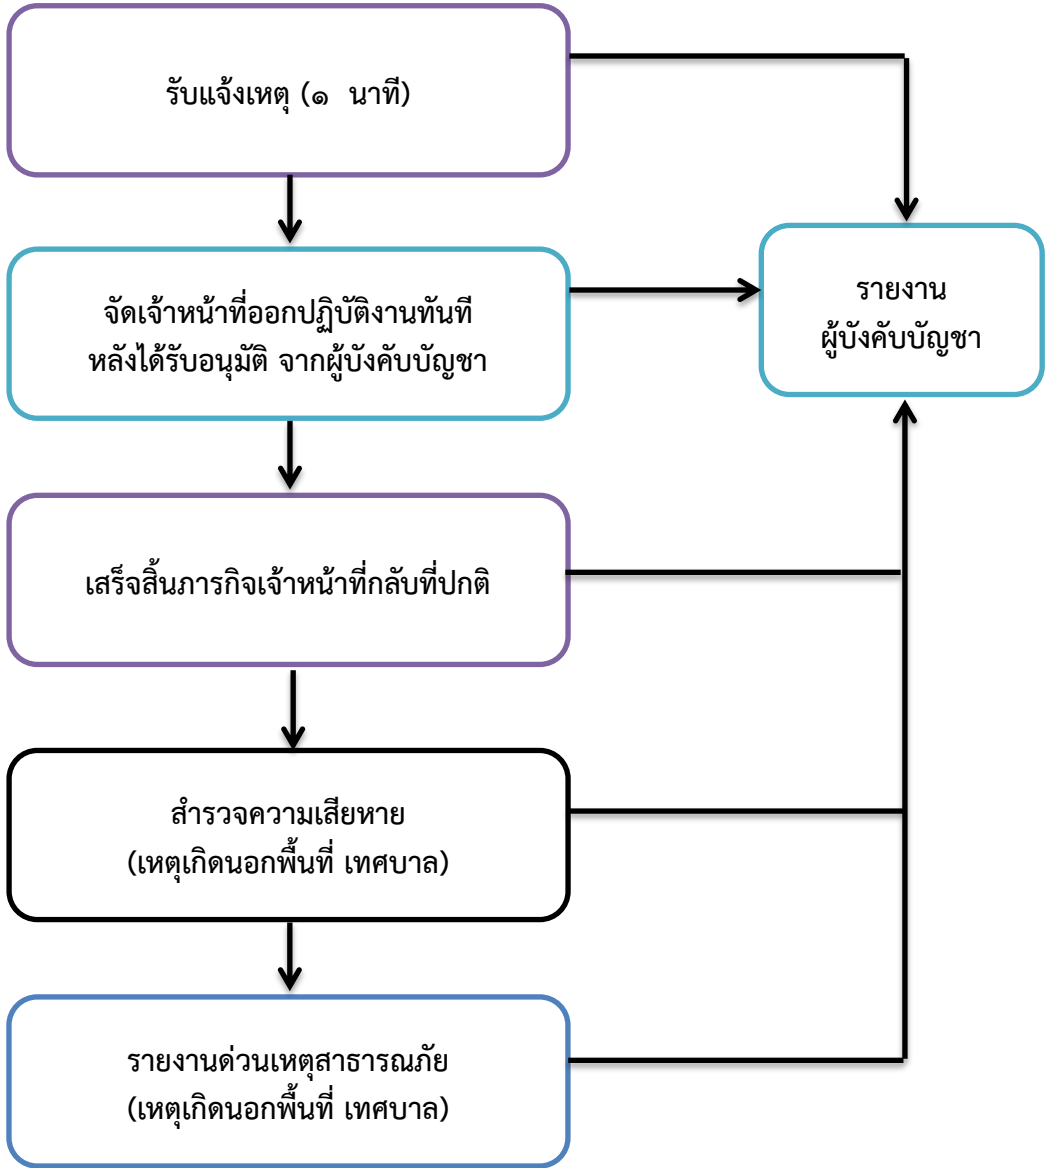 รับแจ้งเหตุ (๑ นาที)
จัดเจ้าหน้าที่ออกปฏิบัติงานทันที
หลังได้รับอนุมัติ จากผู้บังคับบัญชา
รายงาน
ผู้บังคับบัญชา
เสร็จสิ้นภารกิจเจ้าหน้าที่กลับที่ปกติ
สำรวจความเสียหาย
(เหตุเกิดนอกพื้นที่ เทศบาล)
รายงานด่วนเหตุสาธารณภัย
(เหตุเกิดนอกพื้นที่ เทศบาล)